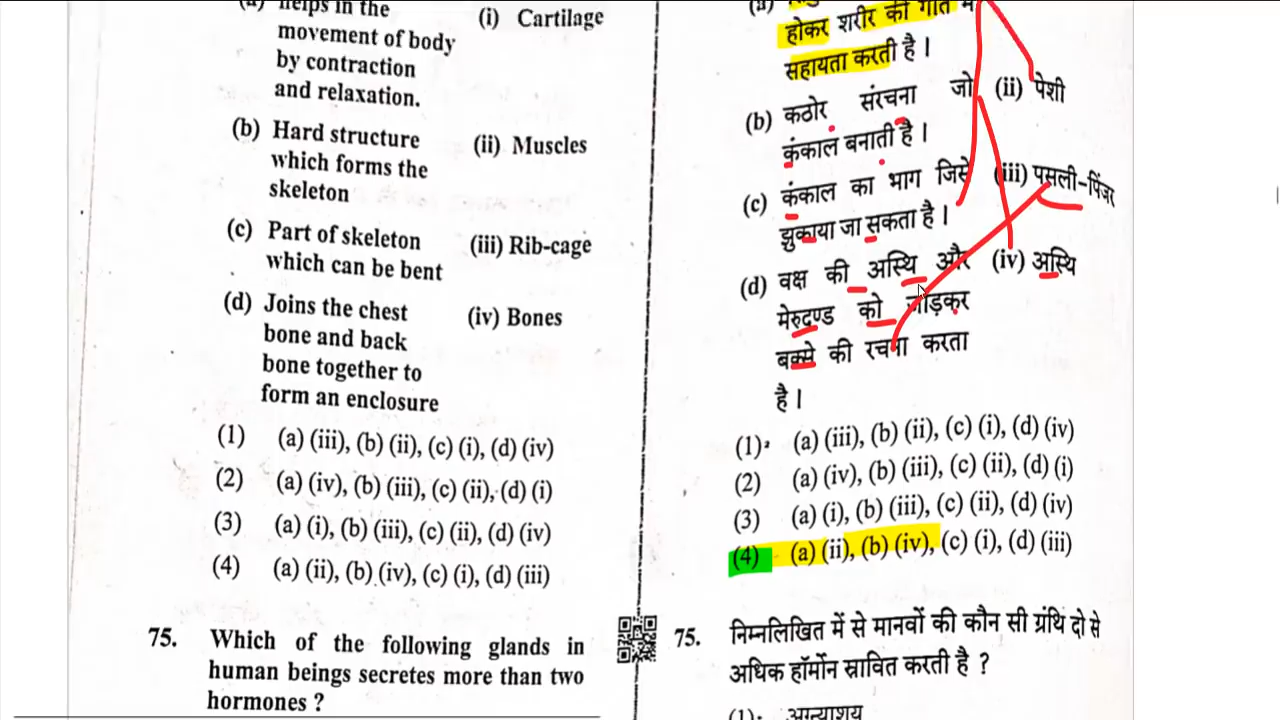 helps in the
(i) Cartilage
movement of body
by contraction
and relaxation.
(b) Hard structure
(ii) Muscles
which forms the
skeleton
(c) Part of skeleton
(iii) Rib-cage
which can be bent
(d) Joins the chest
(iv) Bones
bone and back
bone together to
form an enclosure
(1) (a) (iii), (b) (ii), (c) (i), (d) (iv)
(2) (a) (iv), (b) (iii), (c) (ii), (d) (i)
(3) (a) (i), (b) (iii), (c) (ii), (d) (iv)
(4) (a) (ii), (b) (iv), (c) (i), (d) (iii)
75. Which of the following glands in
human beings secretes more than two
hormones ?
होकर शरीर की गति में
सहायता करती है ।
(b) कठोर संरचना जो
(ii) पेशी
कंकाल बनाती है ।
(c) कंकाल का भाग जिसे
(iii) पसली-पिंजर
झुकाया जा सकता है ।
(d) वक्ष की अस्थि और
(iv) अस्थि
मेरुदण्ड को जोड़कर
बक्से की रचना करता
है ।
(1) (a) (iii), (b) (ii), (c) (i), (d) (iv)
(2) (a) (iv), (b) (iii), (c) (ii), (d) (i)
(3) (a) (i), (b) (iii), (c) (ii), (d) (iv)
(4) (a) (ii), (b) (iv), (c) (i), (d) (iii)
75. निम्नलिखित में से मानवों की कौन सी ग्रंथि दो से
अधिक हॉर्मोन स्रावित करती है ?
(1) अग्न्याशय